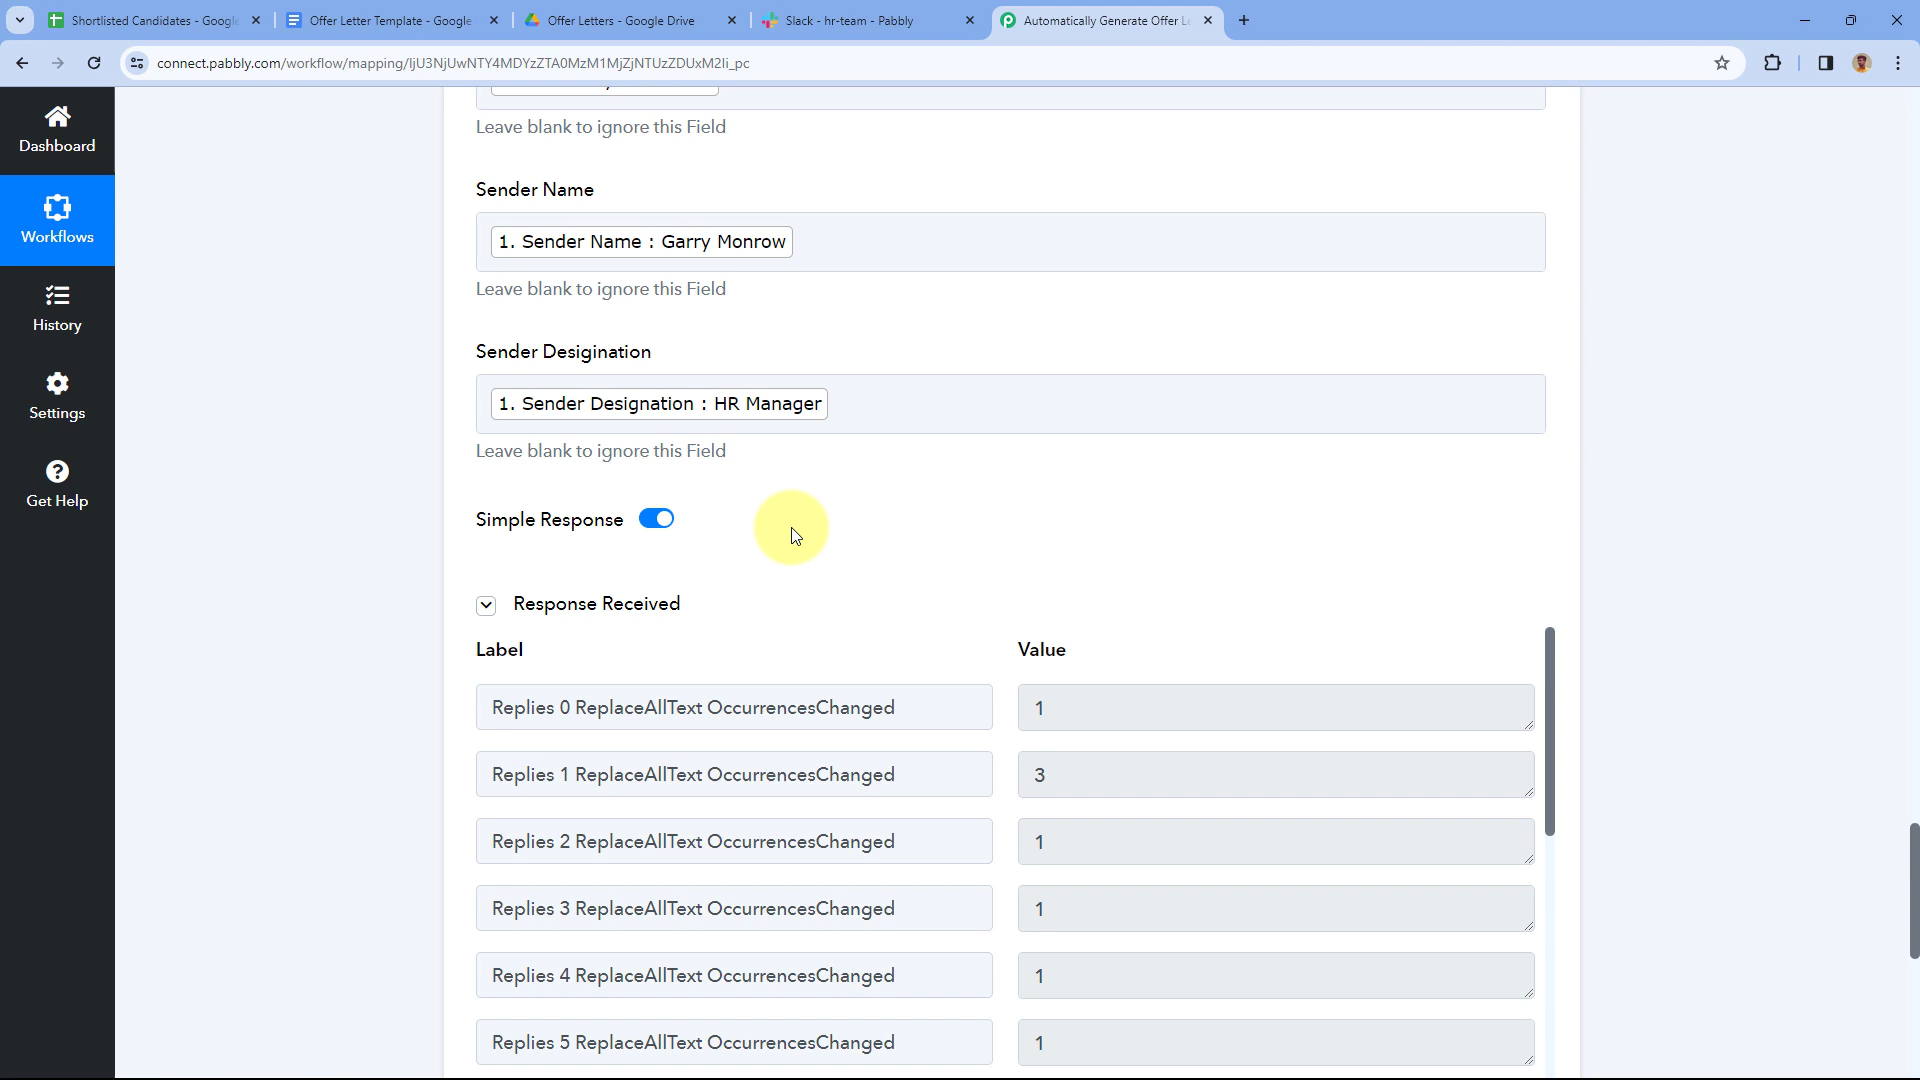 Shortlisted Candidates - Google
Offer Letter Template - Google
Offer Letters - Google Drive
Slack - hr-team - Pabbly
Automatically Generate Offer Le
connect.pabbly.com/workflow/mapping/IjU3NjUwNTY4MDYzZTA0MzM1MjZjNTUzZDUxM2Ii_pc
Dashboard
Workflows
History
Settings
Get Help
Leave blank to ignore this Field
Sender Name
1. Sender Name : Garry Monrow
Leave blank to ignore this Field
Sender Desigination
1. Sender Designation : HR Manager
Leave blank to ignore this Field
Simple Response
Response Received
Label Value
Replies 0 ReplaceAllText OccurrencesChanged 1
Replies 1 ReplaceAllText OccurrencesChanged 3
Replies 2 ReplaceAllText OccurrencesChanged 1
Replies 3 ReplaceAllText OccurrencesChanged 1
Replies 4 ReplaceAllText OccurrencesChanged 1
Replies 5 ReplaceAllText OccurrencesChanged 1